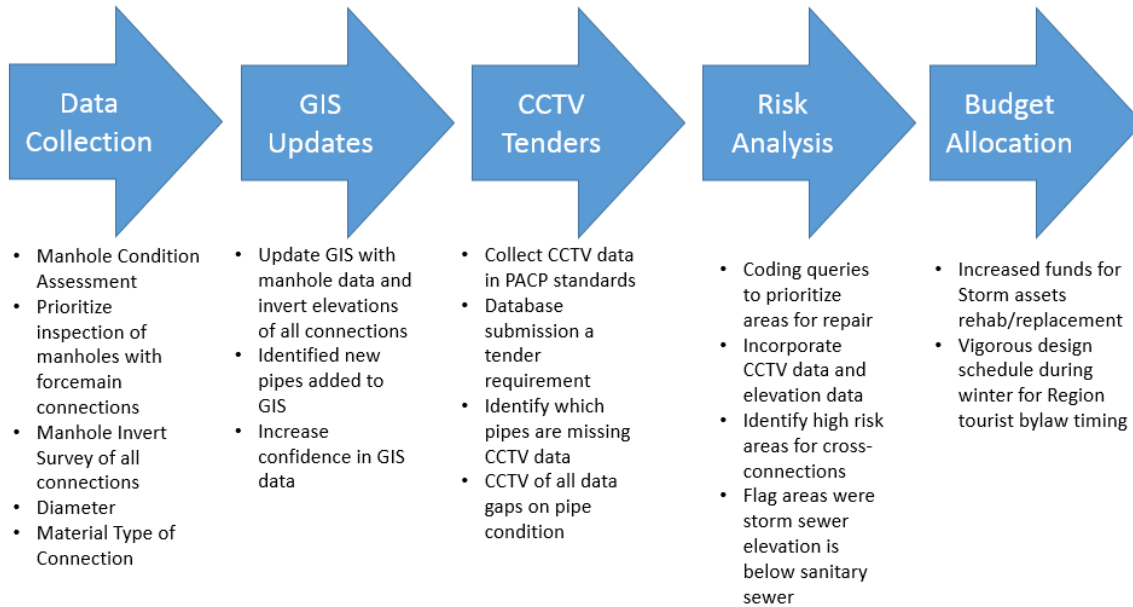 Data
Collection
GIS
Updates
CCTV
Tenders
Risk
Analysis
Budget
Allocation
• Manhole Condition
Assessment
• Prioritize
inspection of
manholes with
forcemain
connections
• Manhole Invert
Survey of all
connections
• Diameter
• Material Type of
Connection
• Update GIS with
manhole data and
invert elevations
of all connections
• Identified new
pipes added to
GIS
• Increase
confidence in GIS
data
• Collect CCTV data
in PACP standards
• Database
submission a
tender
requirement
• Identify which
pipes are missing
CCTV data
• CCTV of all data
gaps on pipe
condition
• Coding queries
to prioritize
areas for repair
• Incorporate
CCTV data and
elevation data
• Identify high risk
areas for cross-
connections
• Flag areas were
storm sewer
elevation is
below sanitary
sewer
• Increased funds for
Storm assets
rehab/replacement
• Vigorous design
schedule during
winter for Region
tourist bylaw timing